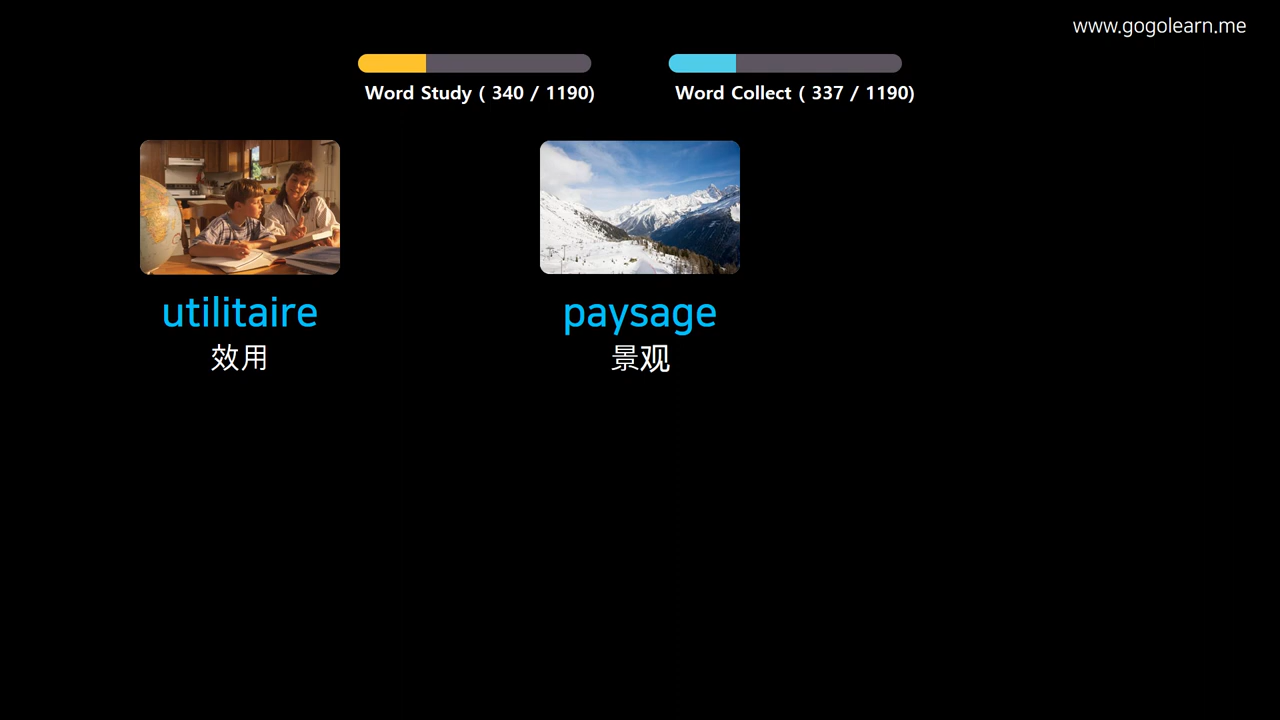 www.gogolearn.me
Word Study ( 340 / 1190)
Word Collect ( 337 / 1190)
utilitaire
效用
paysage
景观